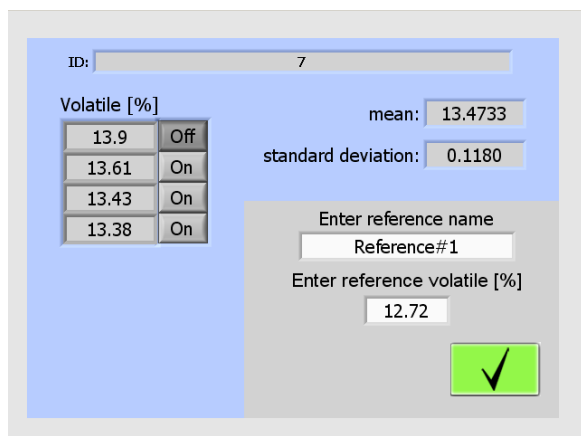 ID: 7
Volatile [%]
13.9 Off
13.61 On
13.43 On
13.38 On
mean: 13.4733
standard deviation: 0.1180
Enter reference name
Reference#1
Enter reference volatile [%]
12.72